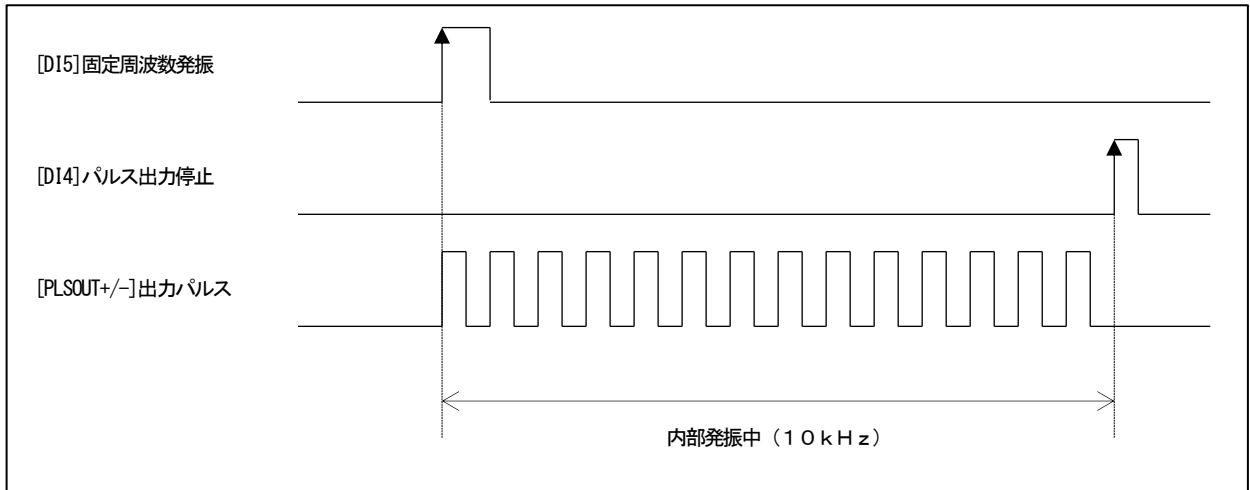 [DI5]固定周波数発振
[DI4]パルス出力停止
[PLSOUT+/-]出力パルス
内部発振中（１０ｋＨｚ）